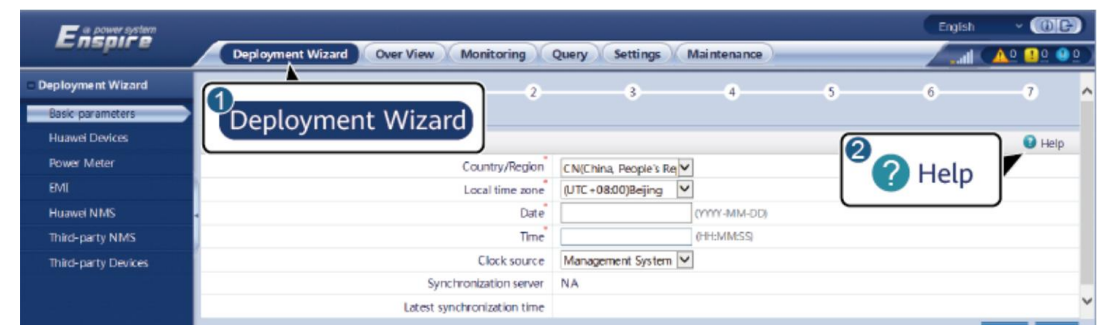 a power system
Enspire
English
Deployment Wizard
Over View
Monitoring
Query
Settings
Maintenance
0
0
0
Deployment Wizard
Basic parameters
Huawei Devices
Power Meter
EMI
Huawei NMS
Third-party NMS
Third-party Devices
1
Deployment Wizard
2
3
4
5
6
7
? Help
2
? Help
Country/Region* CN(China, People's Re
Local time zone* (UTC+08:00)Beijing
Date* (YYYY-MM-DD)
Time* (HH:MM:SS)
Clock source Management System
Synchronization server NA
Latest synchronization time